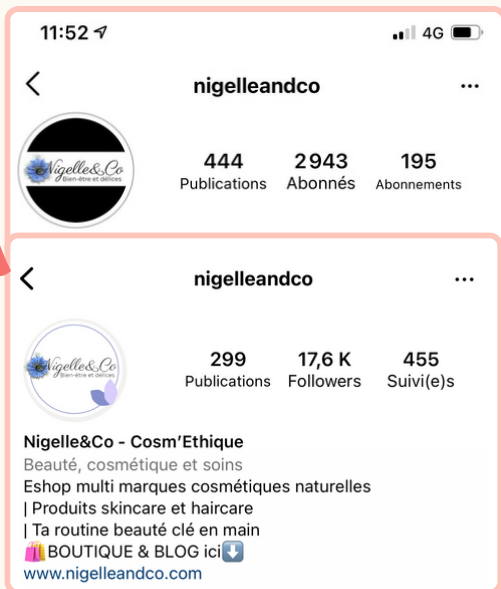 11:52
4G
nigelleandco
...
Nigelle&Co
Bien-être et délices
444 2943 195
Publications Abonnés Abonnements
nigelleandco
...
Nigelle&Co
Bien-être et délices
299 17,6 K 455
Publications Followers Suivi(e)s
Nigelle&Co - Cosm'Ethique
Beauté, cosmétique et soins
Eshop multi marques cosmétiques naturelles
| Produits skincare et haircare
| Ta routine beauté clé en main
🛍️BOUTIQUE & BLOG ici⬇️
www.nigelleandco.com